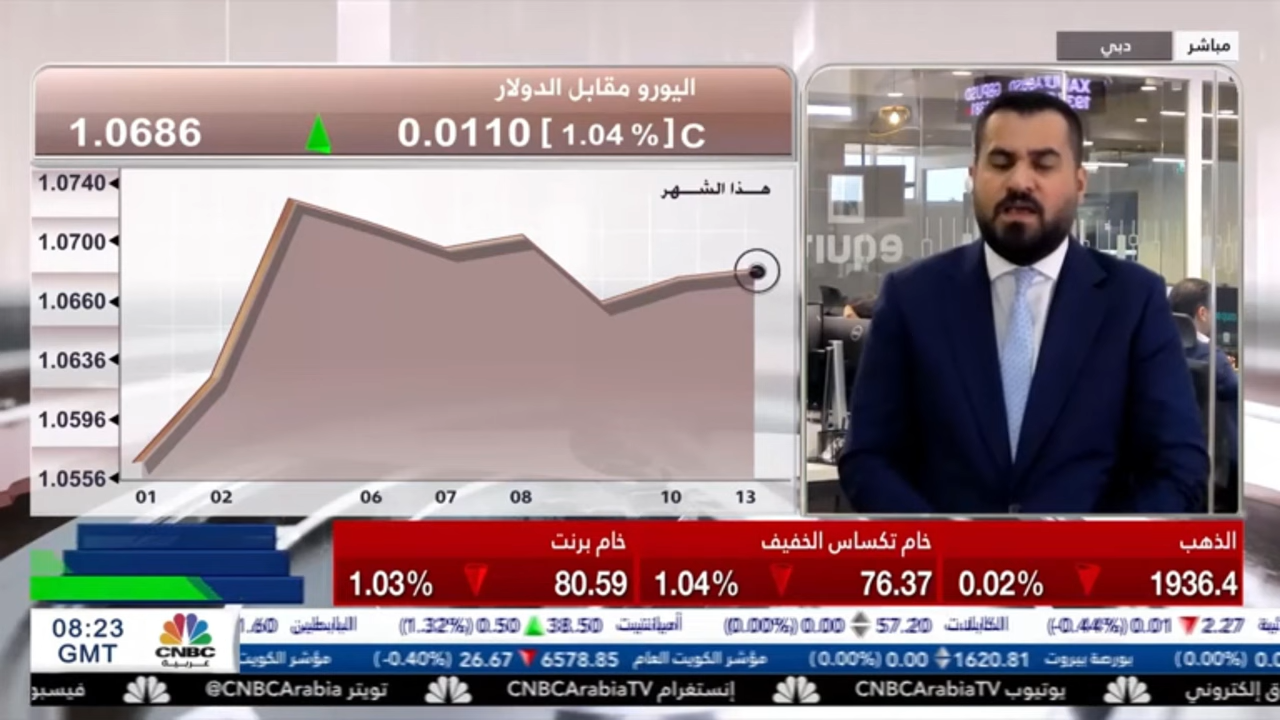 مباشر دبي
اليورو مقابل الدولار
1.0686 0.0110 [ 1.04 % ] C
هذا الشهر
1.0740
1.0700
1.0660
1.0636
1.0596
1.0556
01 02 06 07 08 10 13
equiti
الذهب
1936.4 0.02%
خام تكساس الخفيف
76.37 1.04%
خام برنت
80.59 1.03%
08:23
GMT
CNBC
عربية
2.27 0.01 (-0.44%)
57.20 0.00 (0.00%)
38.50 0.50 (1.32%)
(0.00%) بورصة بيروت 1620.81 0.00 (0.00%) مؤشر الكويت العام 6578.85 26.67 (-0.40%) مؤشر الكويت
إلكتروني يوتيوب CNBCArabiaTV إنستغرام CNBCArabiaTV تويتر @CNBCArabia فيسبو